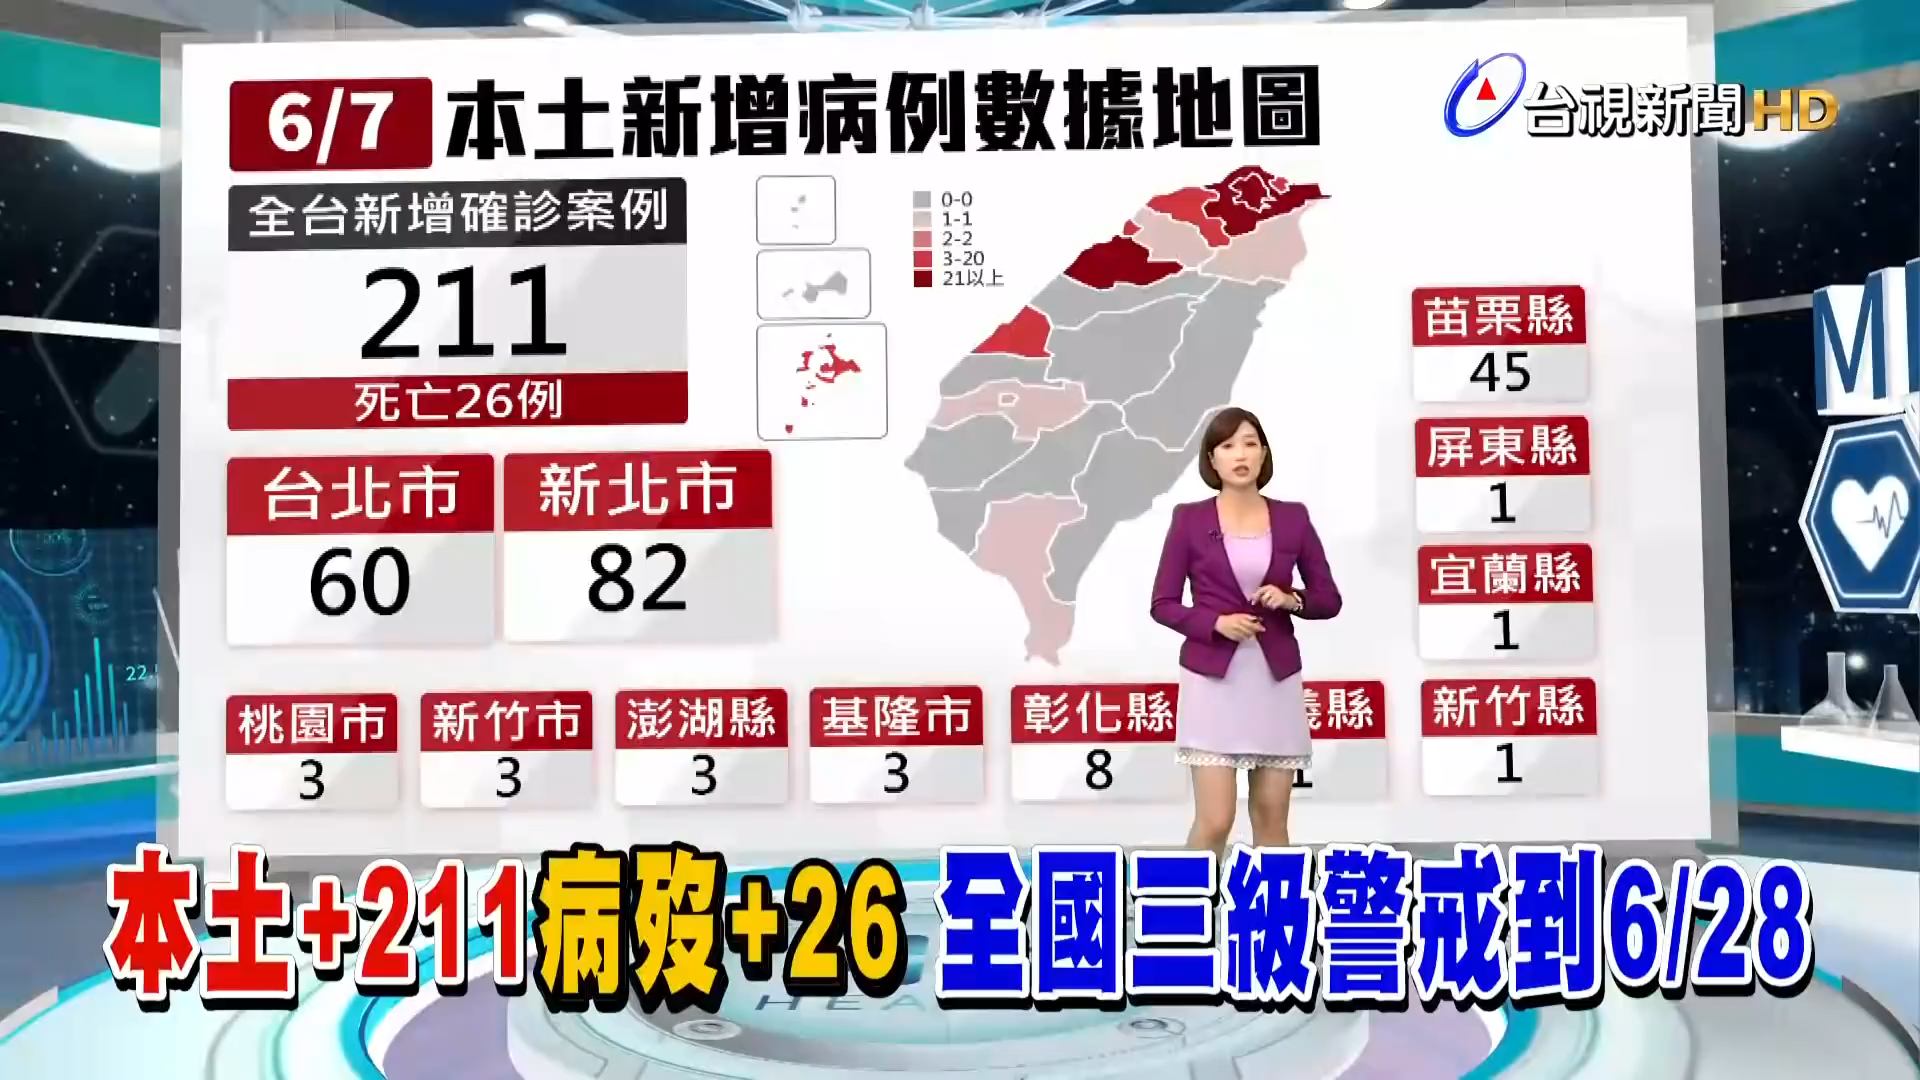 6/7 本土新增病例數據地圖
台視新聞HD
全台新增確診案例
211
死亡26例
0-0
1-1
2-2
3-20
21以上
台北市
60
新北市
82
苗栗縣
45
屏東縣
1
宜蘭縣
1
桃園市
3
新竹市
3
澎湖縣
3
基隆市
3
彰化縣
8
義縣
1
新竹縣
1
22.
本土+211病歿+26 全國三級警戒到6/28
HEA